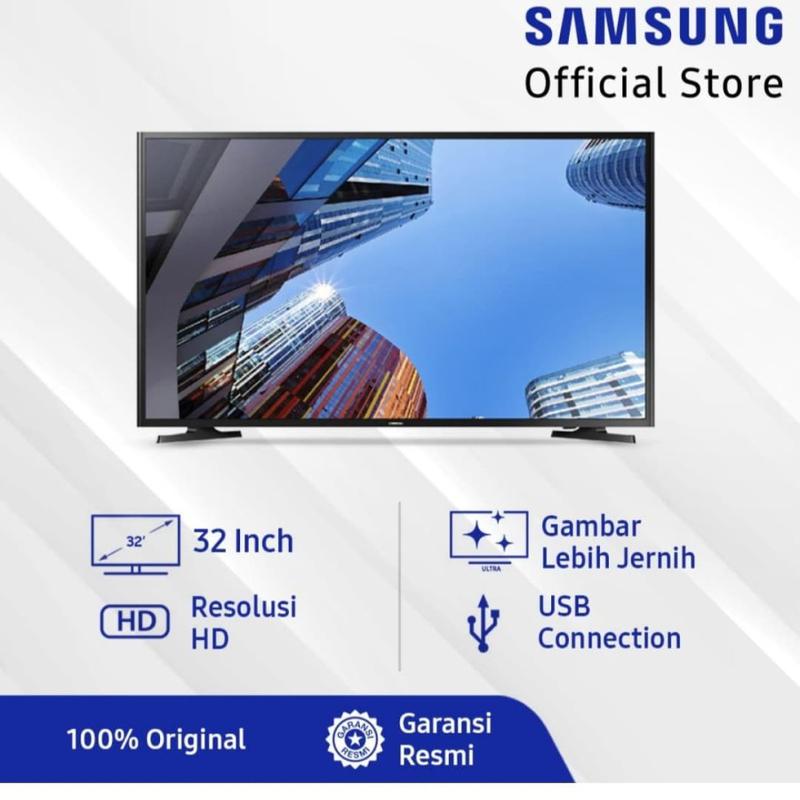 SAMSUNG
Official Store
32'
32 Inch
HD
Resolusi
HD
ULTRA
Gambar
Lebih Jernih
USB
Connection
100% Original
GARANSI
RESMI
Garansi
Resmi